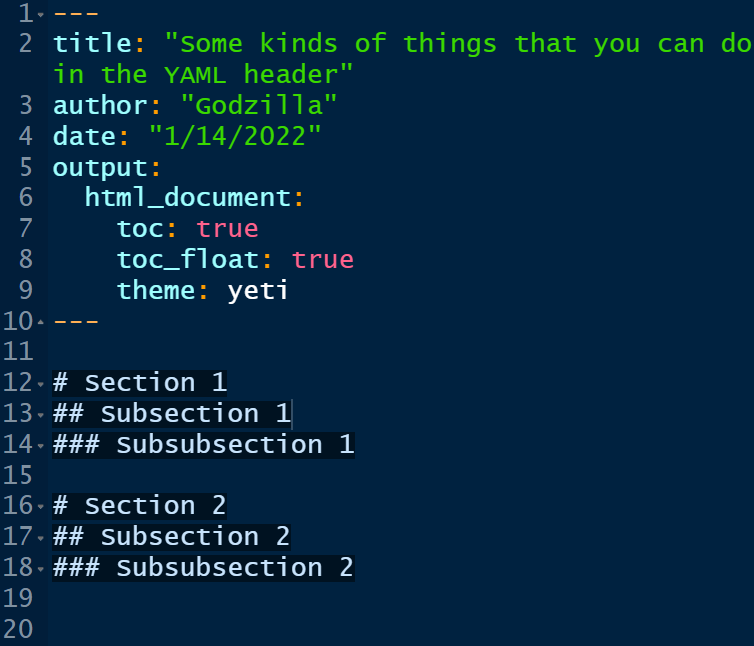 1 ---
2 title: "Some kinds of things that you can do
in the YAML header"
3 author: "Godzilla"
4 date: "1/14/2022"
5 output:
6   html_document:
7     toc: true
8     toc_float: true
9     theme: yeti
10 ---
11
12 # Section 1
13 ## Subsection 1
14 ### Subsubsection 1
15
16 # Section 2
17 ## Subsection 2
18 ### Subsubsection 2
19
20